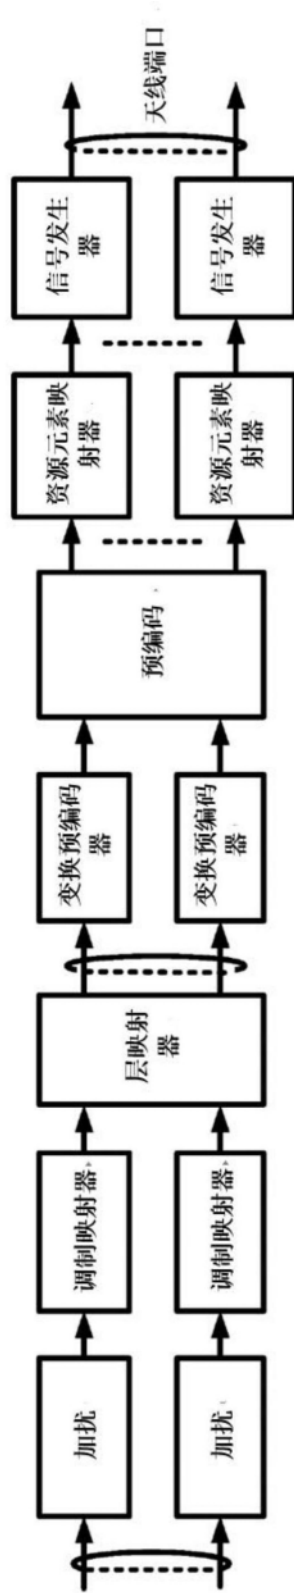 加扰
调制映射器
层映射
器
变换预编码
器
预编码
资源元素映
射器
信号发生
器
天线端口
加扰
调制映射器
变换预编码
器
资源元素映
射器
信号发生
器